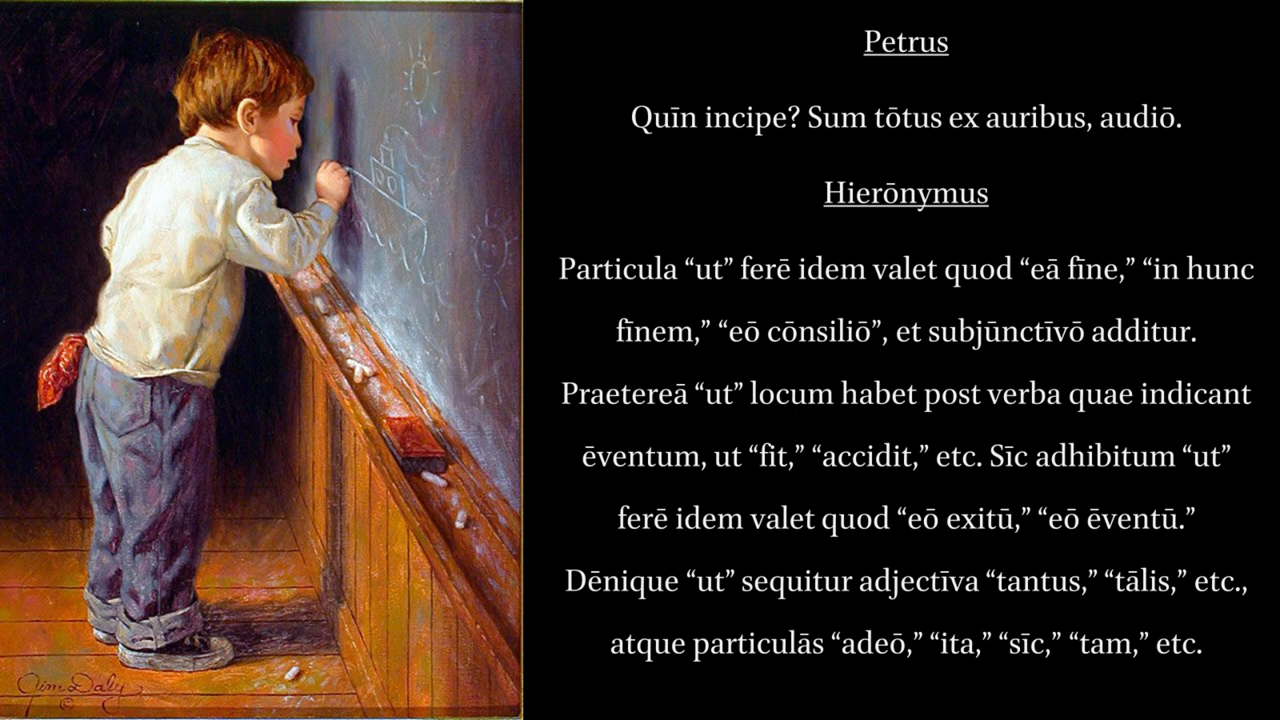 Petrus
Quīn incipe? Sum tōtus ex auribus, audiō.
Hierōnymus
Particula “ut” ferē idem valet quod “eā fīne,” “in hunc
fīnem,” “eō cōnsiliō”, et subjūnctīvō additur.
Praetereā “ut” locum habet post verba quae indicant
ēventum, ut “fit,” “accidit,” etc. Sīc adhibitum “ut”
ferē idem valet quod “eō exitū,” “eō ēventū.”
Dēnique “ut” sequitur adjectīva “tantus,” “tālis,” etc.,
atque particulās “adeō,” “ita,” “sīc,” “tam,” etc.
Jim Daly
©